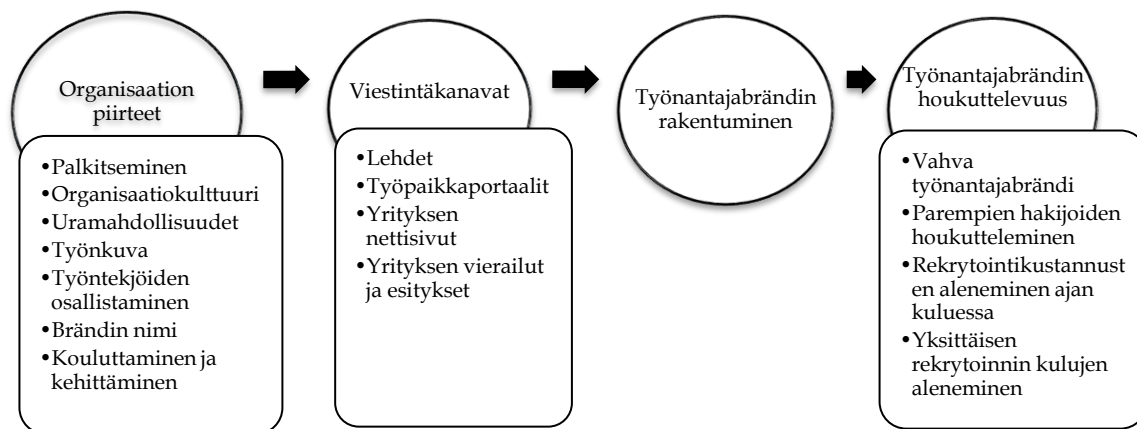 Organisaation
piirteet
•Palkitseminen
•Organisaatiokulttuuri
•Uramahdollisuudet
•Työnkuva
•Työntekjöiden
osallistaminen
•Brändin nimi
•Kouluttaminen ja
kehittäminen
Viestintäkanavat
•Lehdet
•Työpaikkaportaalit
•Yrityksen
nettisivut
•Yrityksen vierailut
ja esitykset
Työnantajabrändin
rakentuminen
Työnantajabrändin
houkuttelevuus
•Vahva
työnantajabrändi
•Parempien hakijoiden
houkutteleminen
•Rekrytointikustannust
en aleneminen ajan
kuluessa
•Yksittäisen
rekrytoinnin kulujen
aleneminen